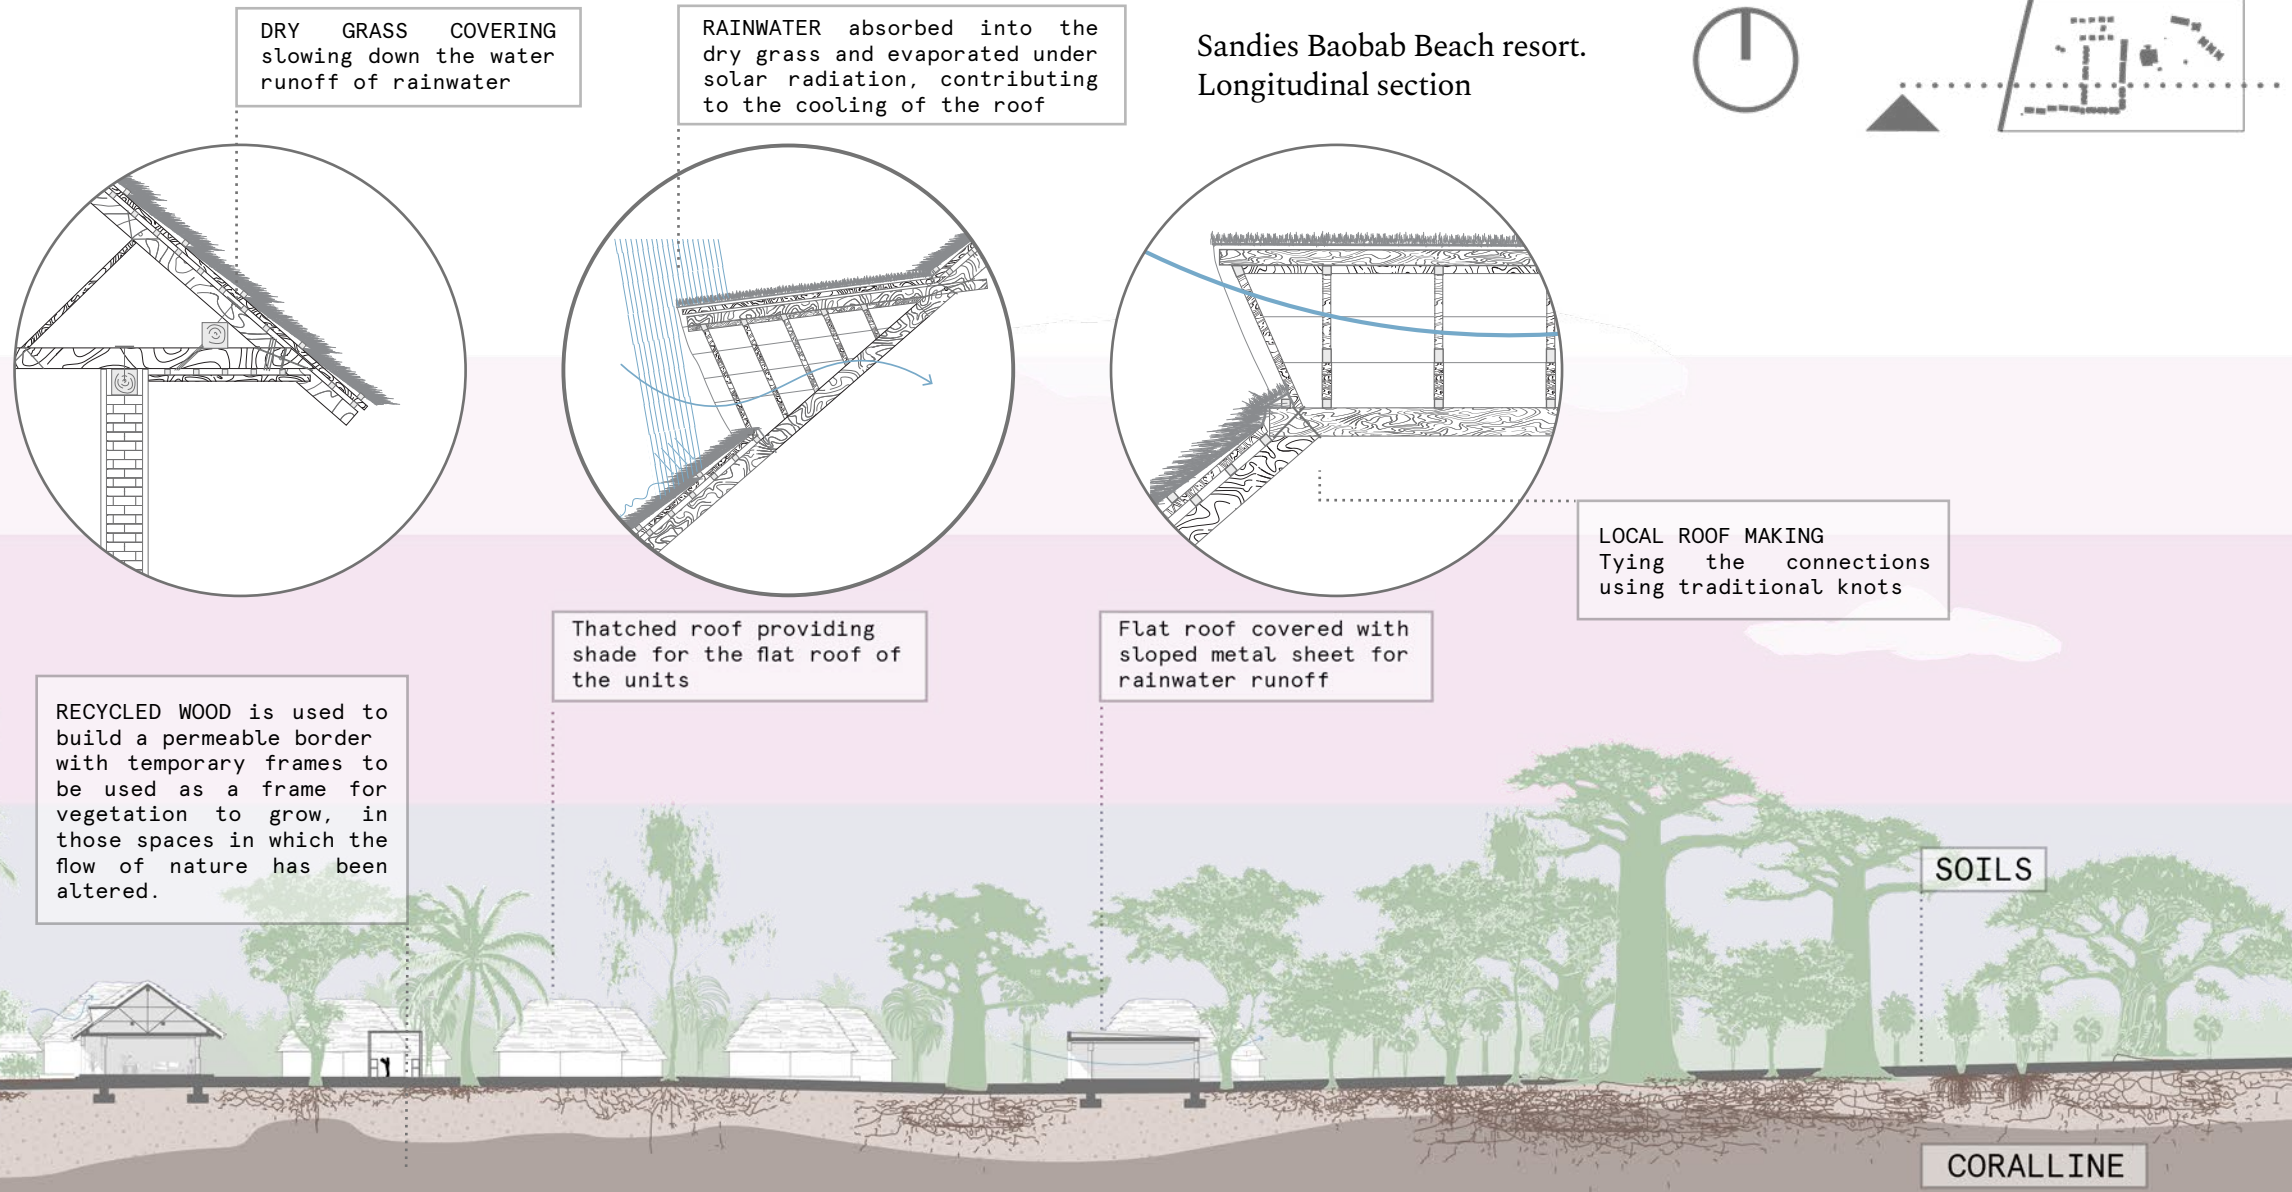 DRY GRASS COVERING
slowing down the water
runoff of rainwater
RAINWATER absorbed into the
dry grass and evaporated under
solar radiation, contributing
to the cooling of the roof
Sandies Baobab Beach resort.
Longitudinal section
LOCAL ROOF MAKING
Tying the connections
using traditional knots
Thatched roof providing
shade for the flat roof of
the units
Flat roof covered with
sloped metal sheet for
rainwater runoff
RECYCLED WOOD is used to
build a permeable border
with temporary frames to
be used as a frame for
vegetation to grow, in
those spaces in which the
flow of nature has been
altered.
SOILS
CORALLINE